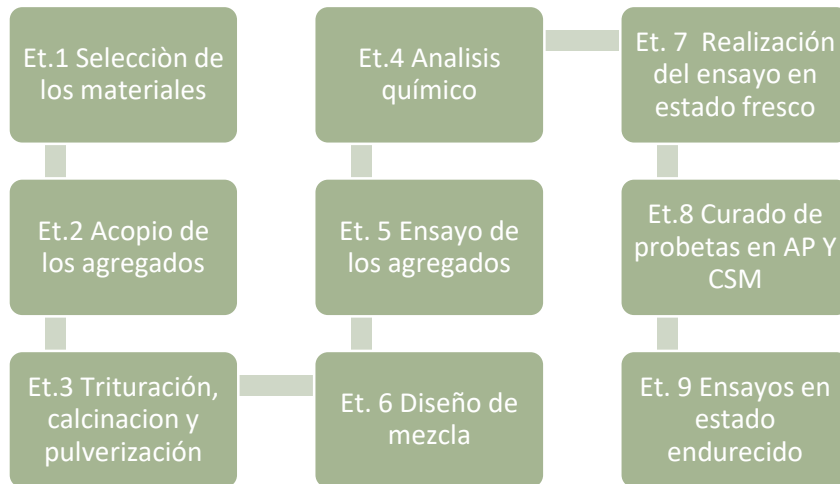 Et.1 Selecciòn de
los materiales
Et.2 Acopio de
los agregados
Et.3 Trituración,
calcinacion y
pulverización
Et.4 Analisis
químico
Et. 5 Ensayo de
los agregados
Et. 6 Diseño de
mezcla
Et. 7 Realización
del ensayo en
estado fresco
Et.8 Curado de
probetas en AP Y
CSM
Et. 9 Ensayos en
estado
endurecido